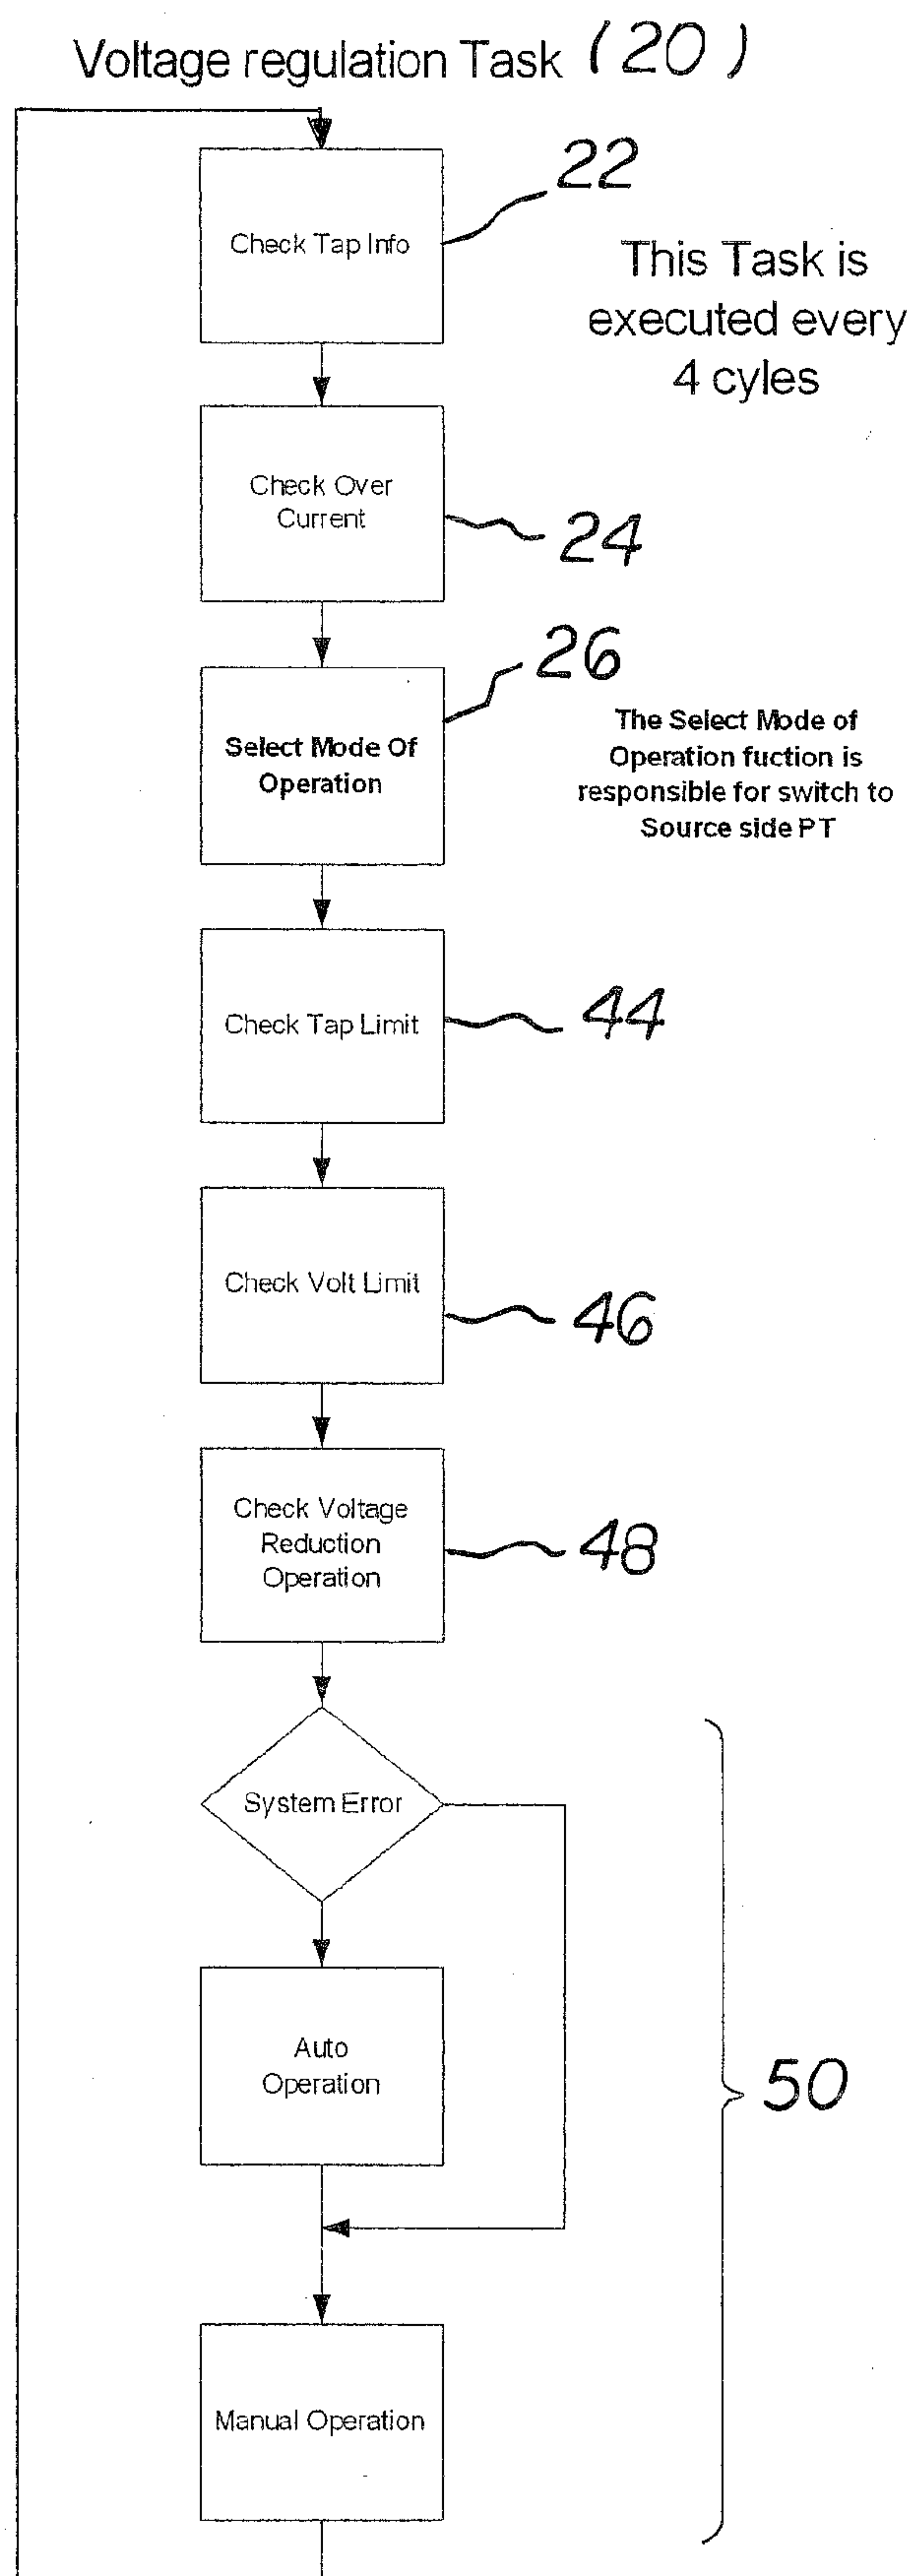 Voltage regulation Task (20)
22
Check Tap Info
This Task is
executed every
4 cyles
Check Over
Current
24
26
Select Mode Of
Operation
The Select Mode of
Operation fuction is
responsible for switch to
Source side PT
Check Tap Limit
44
Check Volt Limit
46
Check Voltage
Reduction
Operation
48
System Error
Auto
Operation
50
Manual Operation